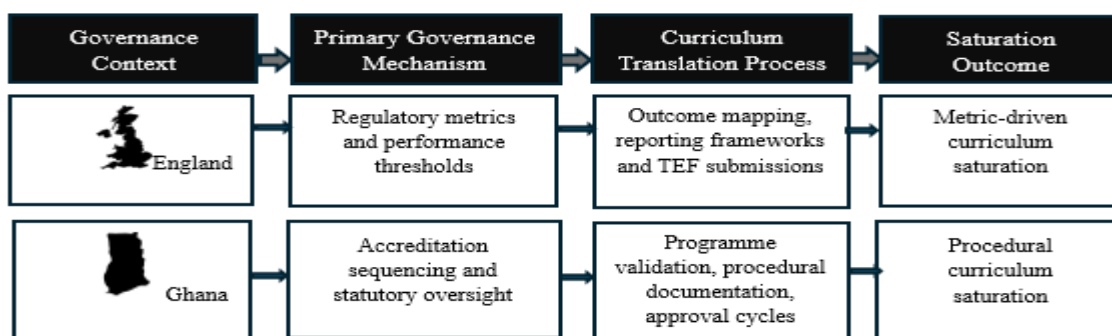 Governance
Context
Primary Governance
Mechanism
Curriculum
Translation Process
Saturation
Outcome
England
Regulatory metrics
and performance
thresholds
Outcome mapping,
reporting frameworks
and TEF submissions
Metric-driven
curriculum
saturation
Ghana
Accreditation
sequencing and
statutory oversight
Programme
validation, procedural
documentation,
approval cycles
Procedural
curriculum
saturation